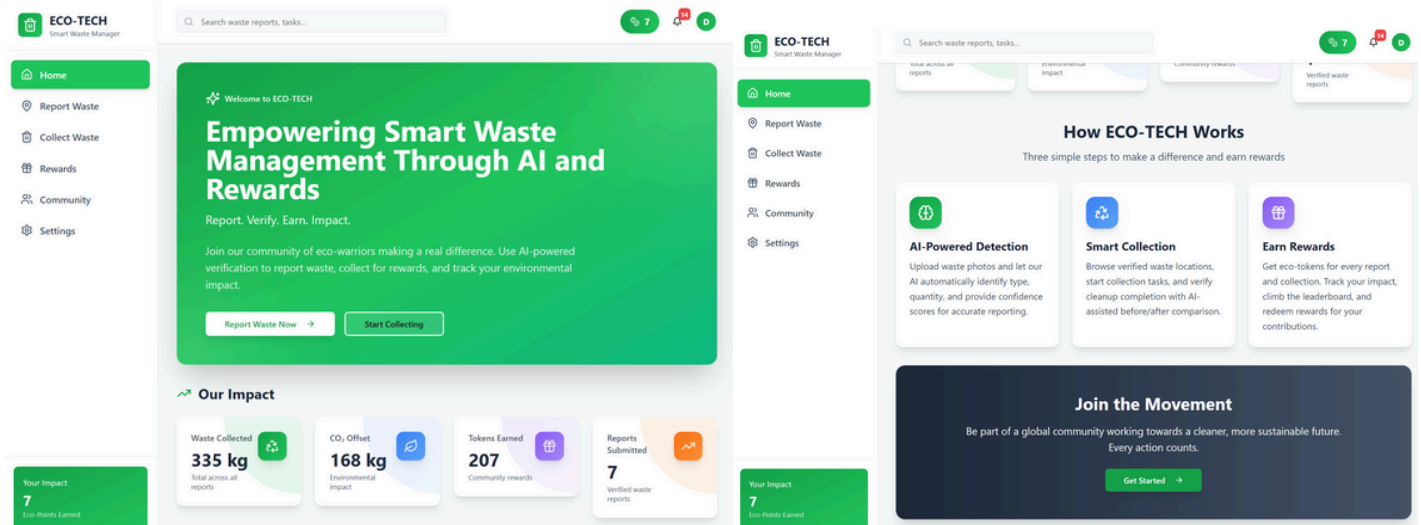 ECO-TECH
Smart Waste Manager
Search waste reports, tasks...
7
14
D
Home
Report Waste
Collect Waste
Rewards
Community
Settings
Your Impact
7
Eco-Points Earned
Welcome to ECO-TECH
Empowering Smart Waste
Management Through AI and
Rewards
Report. Verify. Earn. Impact.
Join our community of eco-warriors making a real difference. Use AI-powered
verification to report waste, collect for rewards, and track your environmental
impact.
Report Waste Now
Start Collecting
Our Impact
Waste Collected
335 kg
Total across all
reports
CO₂ Offset
168 kg
Environmental
impact
Tokens Earned
207
Community rewards
Reports
Submitted
7
Verified waste
reports
ECO-TECH
Smart Waste Manager
Search waste reports, tasks...
7
14
D
Home
Report Waste
Collect Waste
Rewards
Community
Settings
Your Impact
7
Eco-Points Earned
Total across all
reports
Environmental
impact
Community rewards
Verified waste
reports
How ECO-TECH Works
Three simple steps to make a difference and earn rewards
AI-Powered Detection
Upload waste photos and let our
AI automatically identify type,
quantity, and provide confidence
scores for accurate reporting.
Smart Collection
Browse verified waste locations,
start collection tasks, and verify
cleanup completion with AI-
assisted before/after comparison.
Earn Rewards
Get eco-tokens for every report
and collection. Track your impact,
climb the leaderboard, and
redeem rewards for your
contributions.
Join the Movement
Be part of a global community working towards a cleaner, more sustainable future.
Every action counts.
Get Started